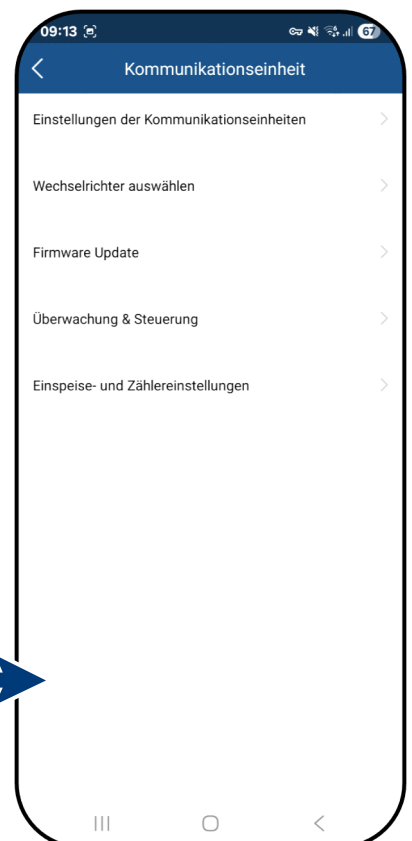 09:13 67
Kommunikationseinheit
Einstellungen der Kommunikationseinheiten
Wechselrichter auswählen
Firmware Update
Überwachung & Steuerung
Einspeise- und Zählereinstellungen